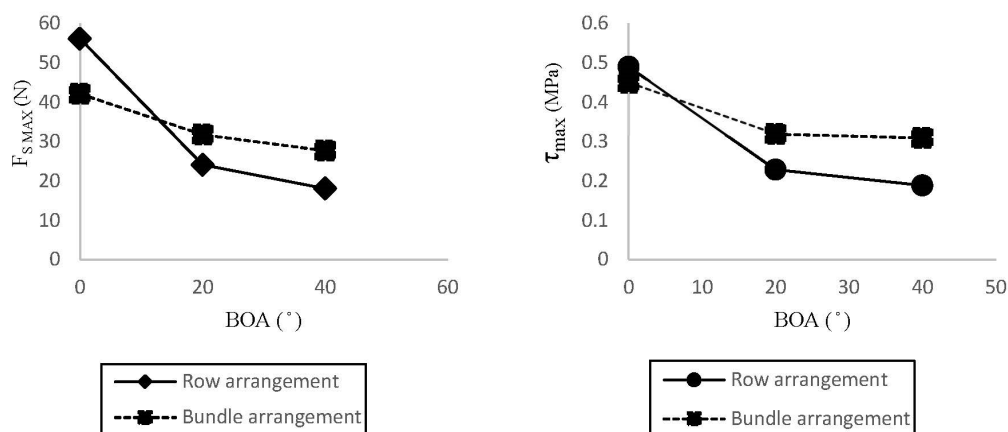 60
50
40
30
20
10
0
F_S MAX (N)
0 20 40 60
BOA (°)
Row arrangement
Bundle arrangement
0.6
0.5
0.4
0.3
0.2
0.1
0
τ_max (MPa)
0 10 20 30 40 50
BOA (°)
Row arrangement
Bundle arrangement